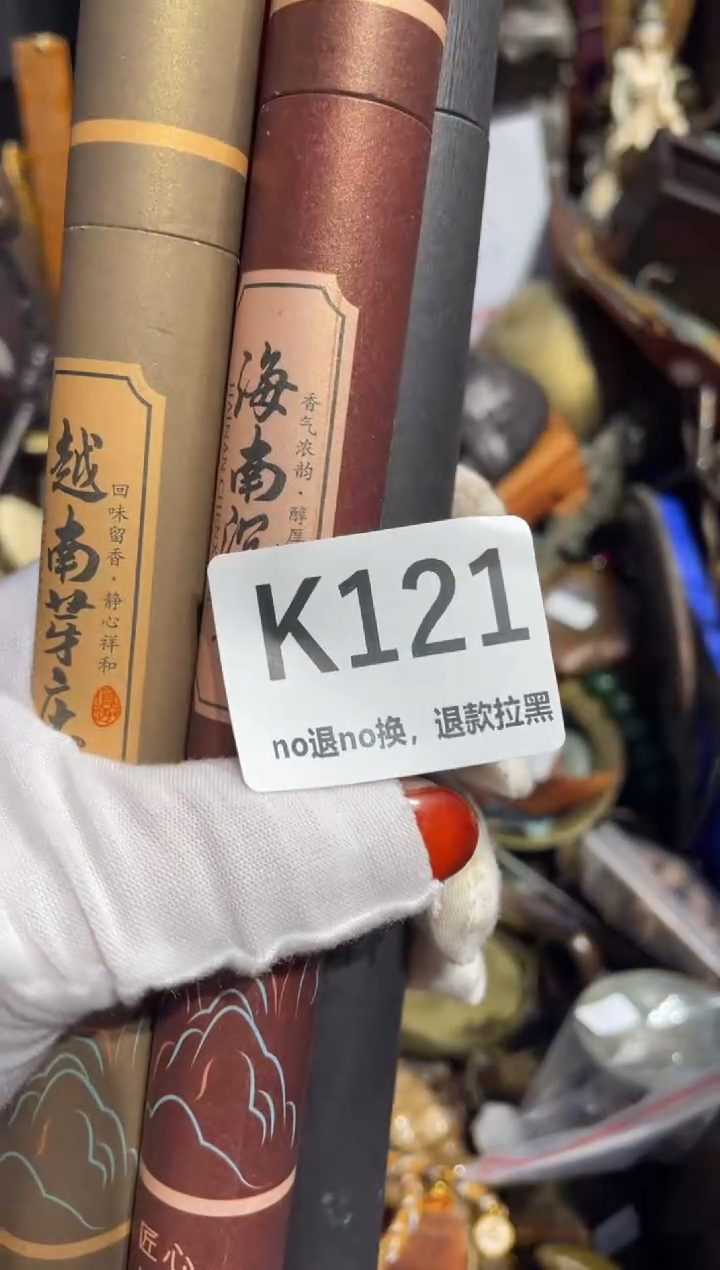 越南芽庄
回味留香·静心祥和
海南沉
香气浓韵·醇厚
K121
no退no换，退款拉黑
匠心